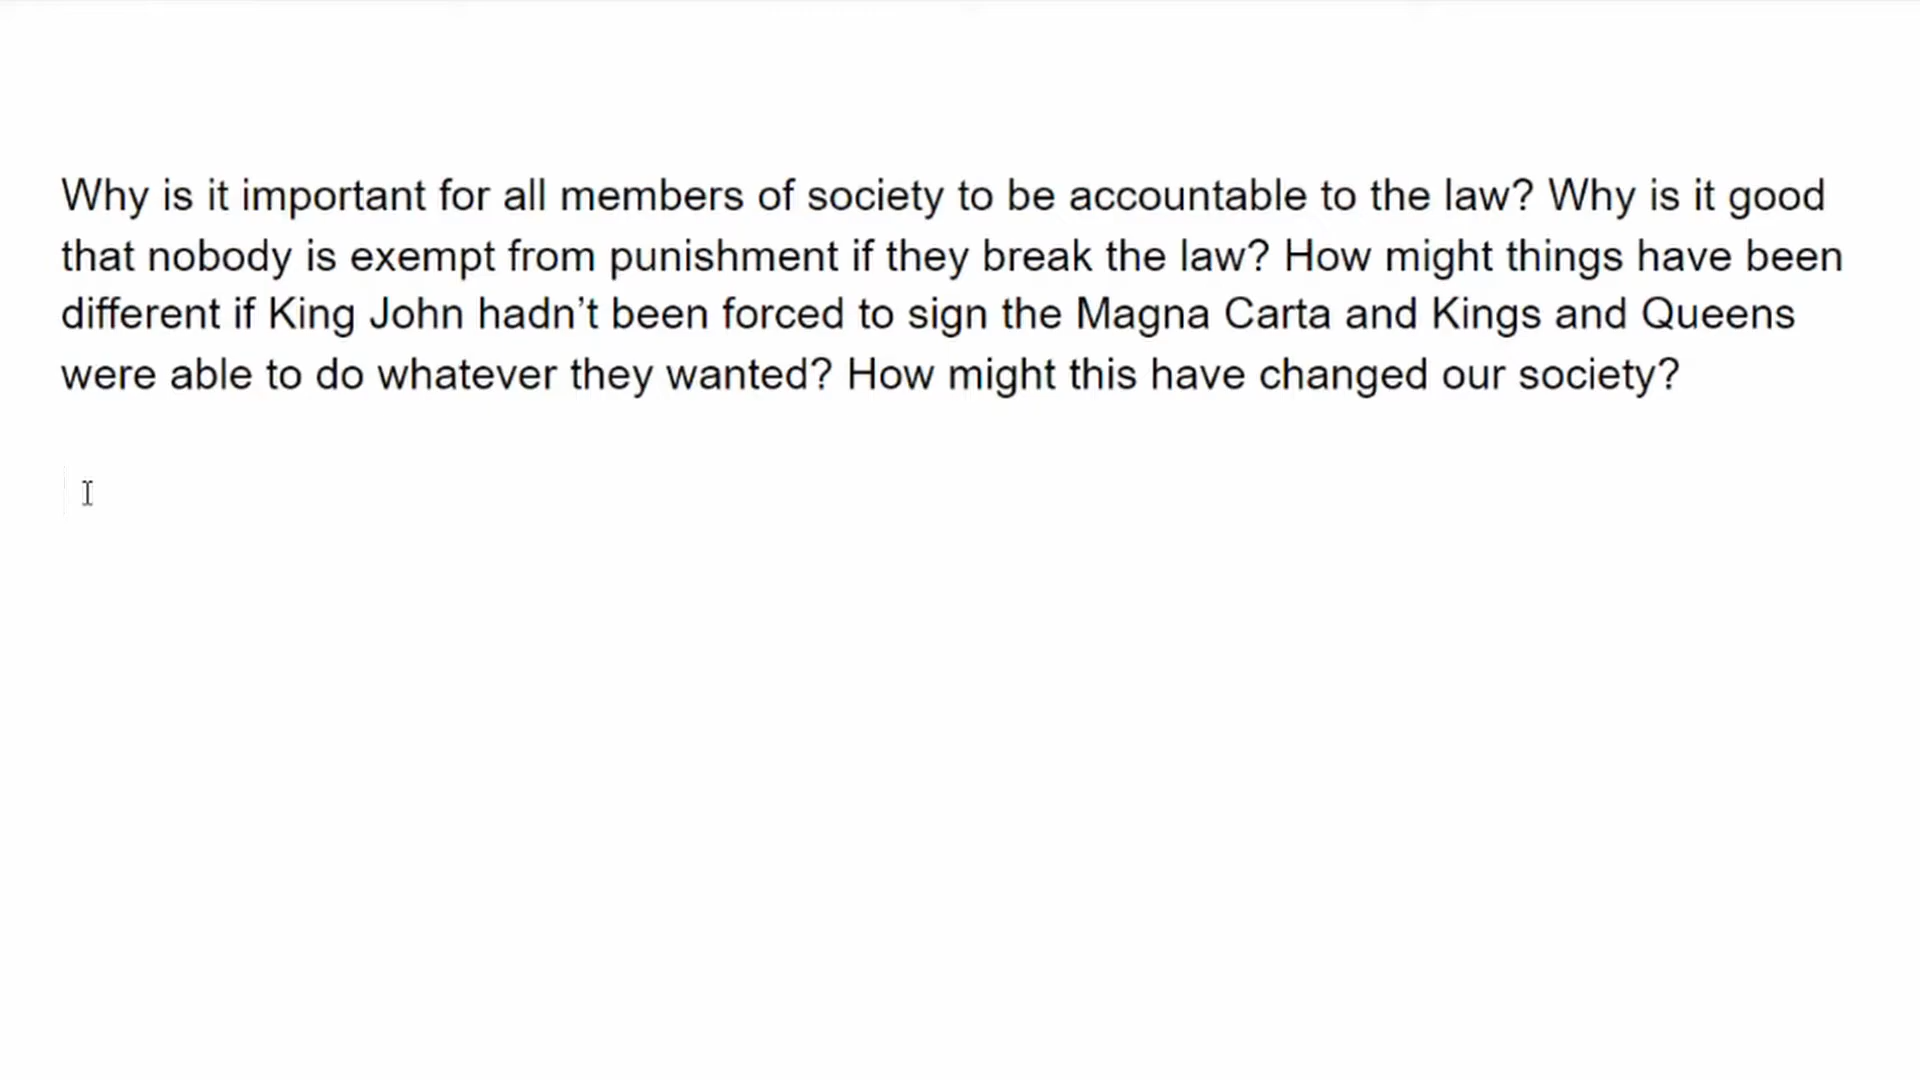 Why is it important for all members of society to be accountable to the law? Why is it good
that nobody is exempt from punishment if they break the law? How might things have been
different if King John hadn’t been forced to sign the Magna Carta and Kings and Queens
were able to do whatever they wanted? How might this have changed our society?